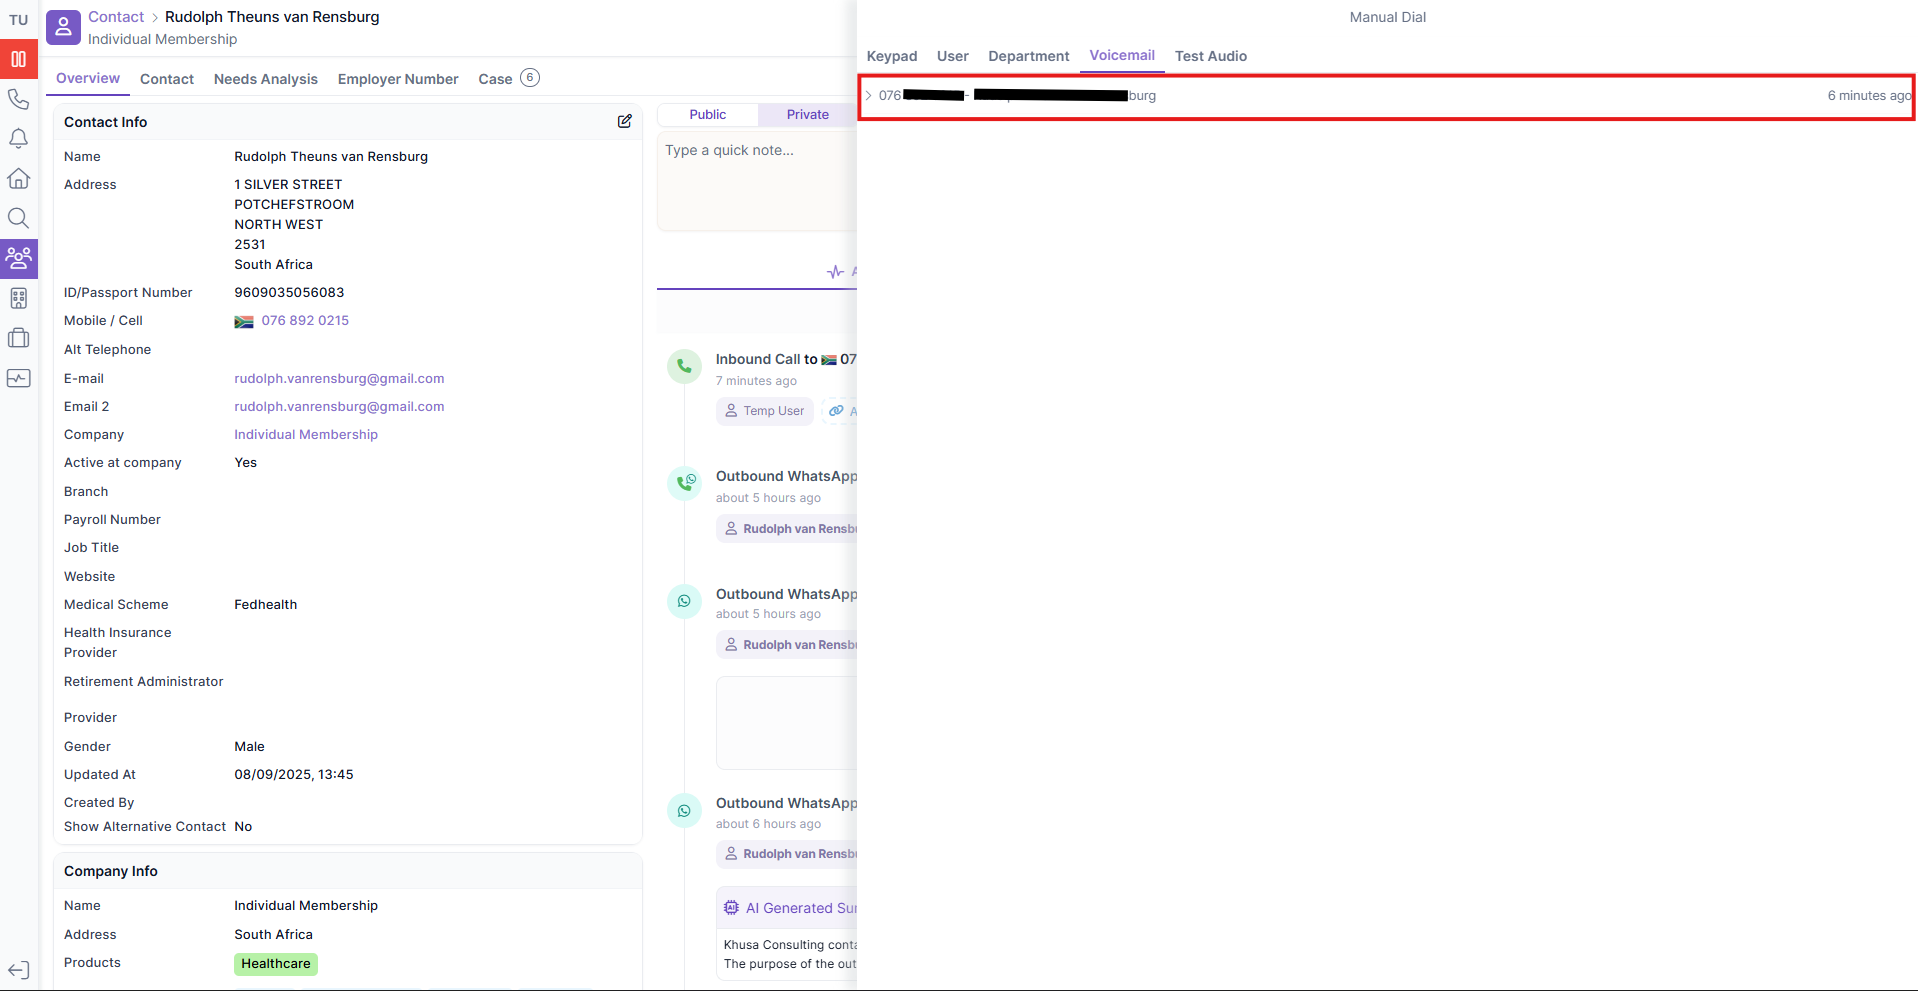 TU
Contact > Rudolph Theuns van Rensburg
Individual Membership
Overview Contact Needs Analysis Employer Number Case 6
Contact Info
Name Rudolph Theuns van Rensburg
Address 1 SILVER STREET
POTCHEFSTROOM
NORTH WEST
2531
South Africa
ID/Passport Number 9609035056083
Mobile / Cell 076 892 0215
Alt Telephone
E-mail rudolph.vanrensburg@gmail.com
Email 2 rudolph.vanrensburg@gmail.com
Company Individual Membership
Active at company Yes
Branch
Payroll Number
Job Title
Website
Medical Scheme Fedhealth
Health Insurance
Provider
Retirement Administrator
Provider
Gender Male
Updated At 08/09/2025, 13:45
Created By
Show Alternative Contact No
Company Info
Name Individual Membership
Address South Africa
Products Healthcare
Public Private
Type a quick note...
A
Inbound Call to 07
7 minutes ago
Temp User A
Outbound WhatsApp
about 5 hours ago
Rudolph van Rensb
Outbound WhatsApp
about 5 hours ago
Rudolph van Rensb
Outbound WhatsApp
about 6 hours ago
Rudolph van Rensb
AI Generated Sur
Khusa Consulting conta
The purpose of the out
Manual Dial
Keypad User Department Voicemail Test Audio
076 - burg 6 minutes ago